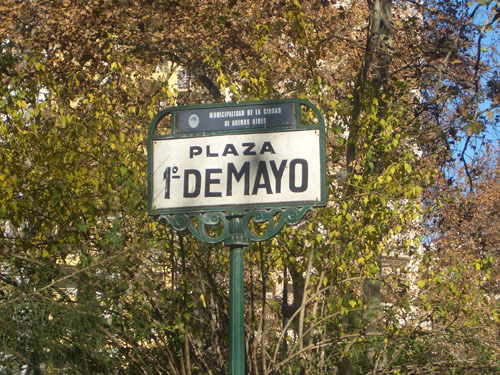 MUNICIPALIDAD DE LA CIUDAD
DE BUENOS AIRES
PLAZA
1º DE MAYO